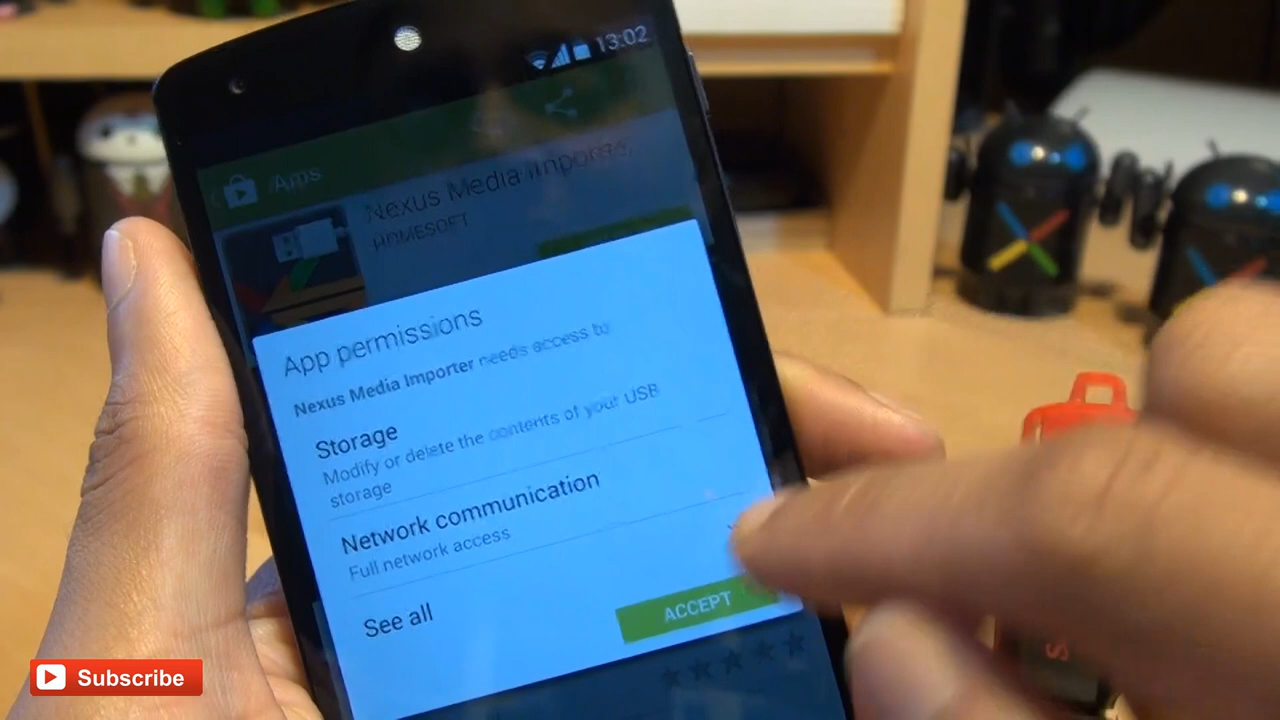 13:02
Apps
Nexus Media Importer
HOMESOFT
App permissions
Nexus Media Importer needs access to
Storage
Modify or delete the contents of your USB
storage
Network communication
Full network access
See all
ACCEPT
Subscribe